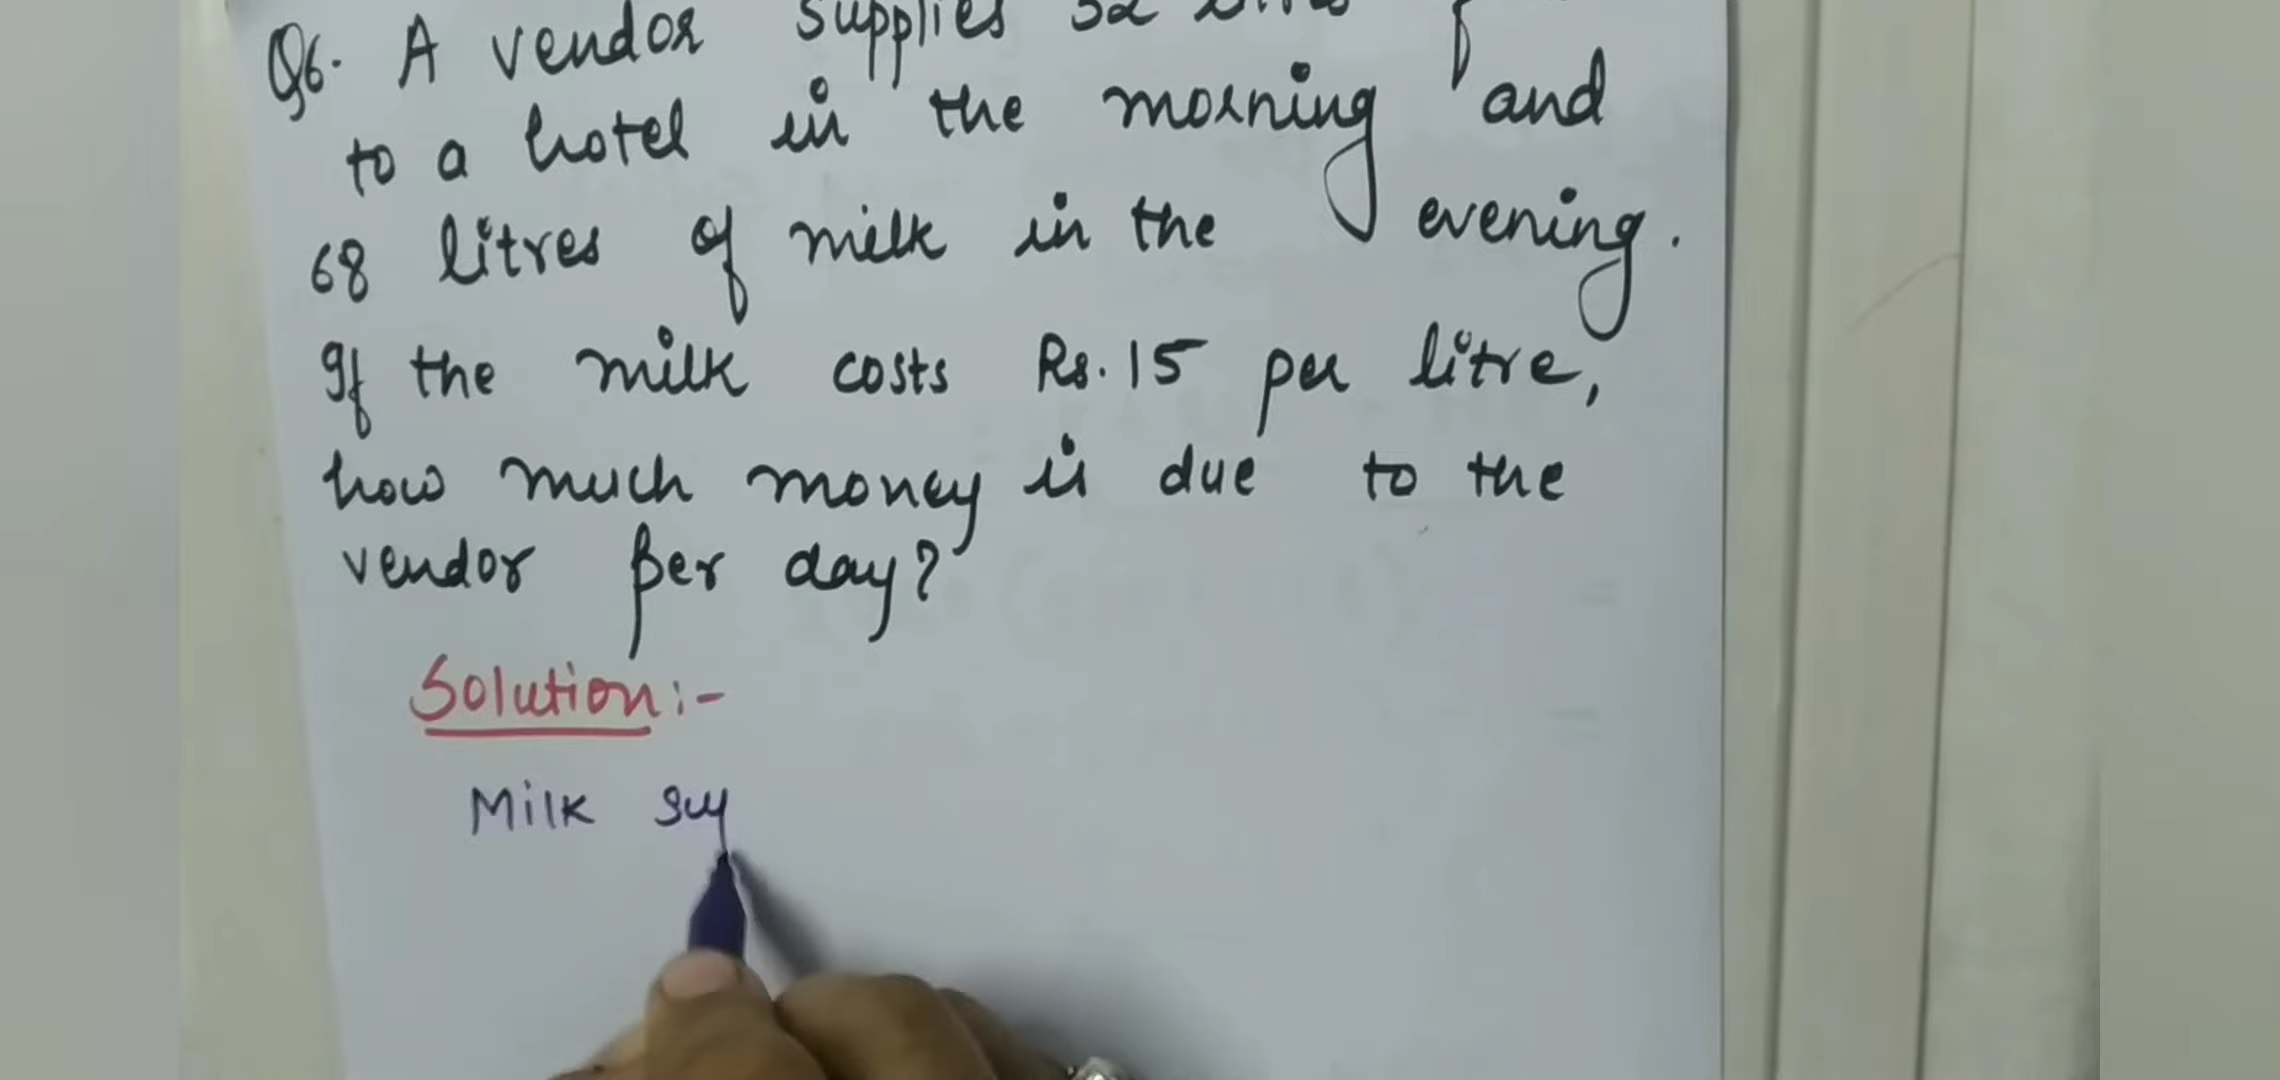 Q6. A vendor supplies 32
to a hotel in the morning and
68 litres of milk in the evening.
If the milk costs Rs. 15 per litre,
how much money is due to the
vendor per day?
Solution:-
Milk